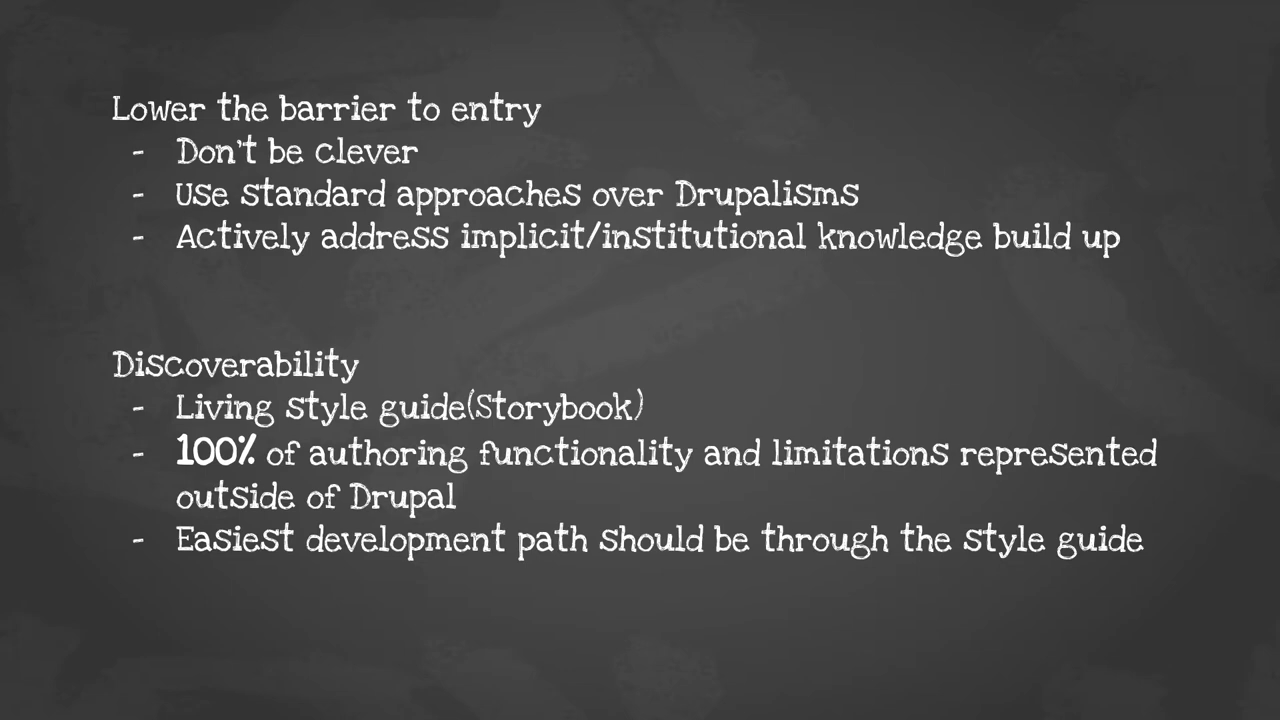 Lower the barrier to entry
- Don't be clever
- Use standard approaches over Drupalisms
- Actively address implicit/institutional knowledge build up
Discoverability
- Living style guide(Storybook)
- 100% of authoring functionality and limitations represented
outside of Drupal
- Easiest development path should be through the style guide